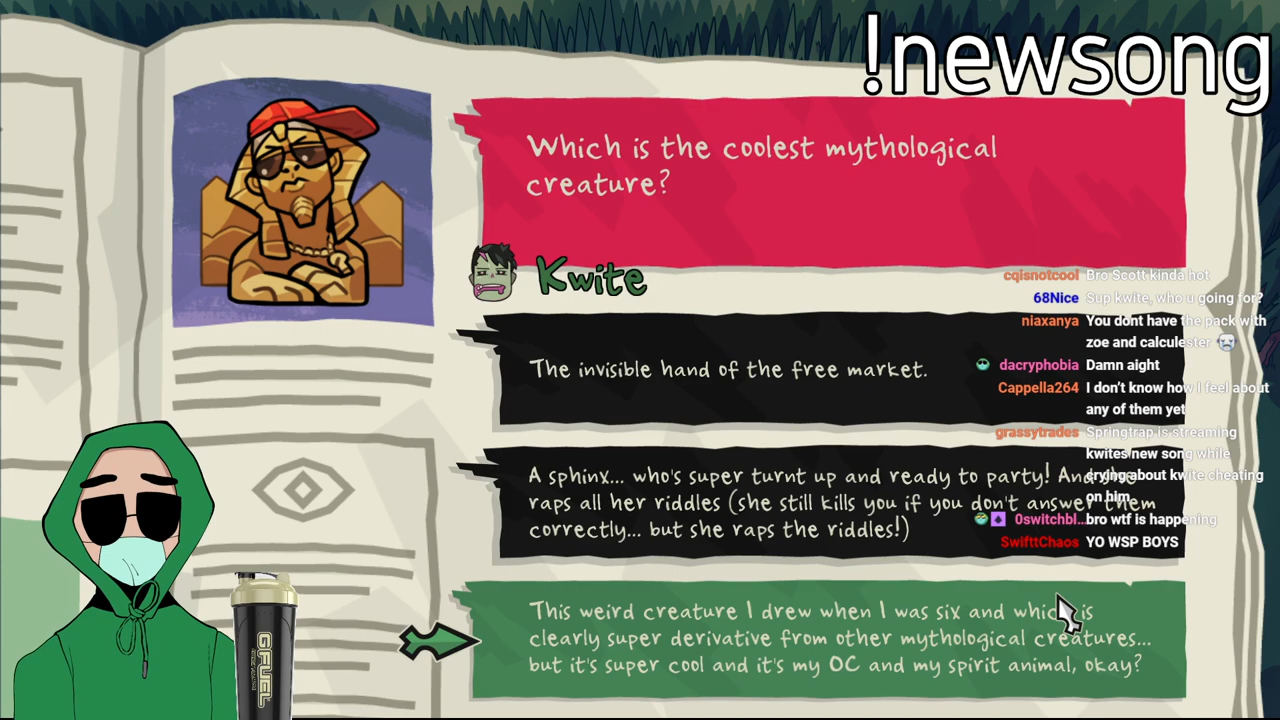 !newsong
Which is the coolest mythological
creature?
Kwite
The invisible hand of the free market.
A sphinx... who's super turnt up and ready to party! And she
raps all her riddles (she still kills you if you don't answer them
correctly... but she raps the riddles!)
This weird creature I drew when I was six and which is
clearly super derivative from other mythological creatures...
but it's super cool and it's my OC and my spirit animal, okay?
cqisnotcool Bro Scott kinda hot
68Nice Sup kwite, who u going for?
niaxanya You dont have the pack with
zoe and calculester
dacryphobia Damn aight
Cappella264 I don't know how I feel about
any of them yet
grassytrades Springtrap is streaming
kwites new song while
crying about kwite cheating
on him
0switchbl... bro wtf is happening
SwifttChaos YO WSP BOYS
GFUEL